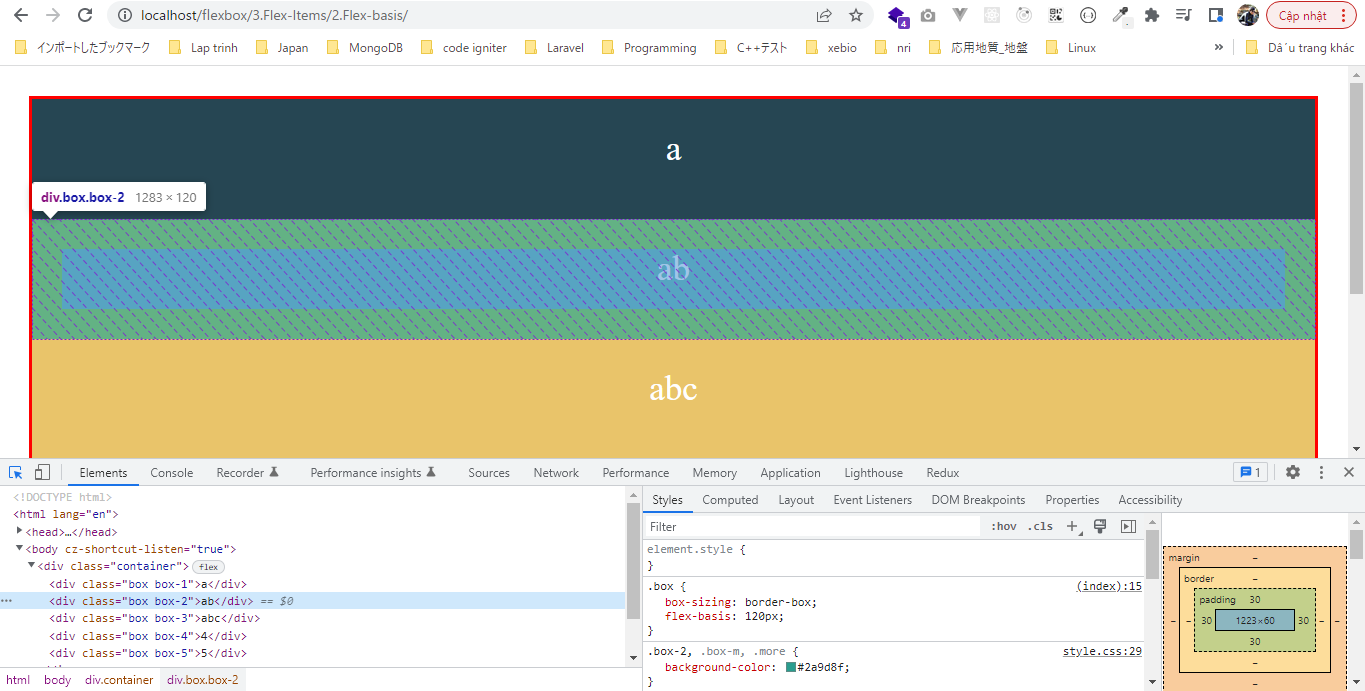 localhost/flexbox/3.Flex-Items/2.Flex-basis/
4
Cập nhật
インポートしたブックマーク
Lap trinh
Japan
MongoDB
code igniter
Laravel
Programming
C++テスト
xebio
nri
応用地質_地盤
Linux
»
Dấu trang khác
a
div.box.box-2 1283 × 120
ab
abc
Elements Console Recorder Performance insights Sources Network Performance Memory Application Lighthouse Redux 1
<!DOCTYPE html>
<html lang="en">
<head>…</head>
<body cz-shortcut-listen="true">
<div class="container"> flex
<div class="box box-1">a</div>
<div class="box box-2">ab</div> == $0
<div class="box box-3">abc</div>
<div class="box box-4">4</div>
<div class="box box-5">5</div>
html body div.container div.box.box-2
Styles Computed Layout Event Listeners DOM Breakpoints Properties Accessibility
Filter :hov .cls +
element.style {
}
.box { (index):15
box-sizing: border-box;
flex-basis: 120px;
}
.box-2, .box-m, .more { style.css:29
background-color: #2a9d8f;
}
margin –
border –
padding 30
– – 30 1223×60 30 – –
30
–
–